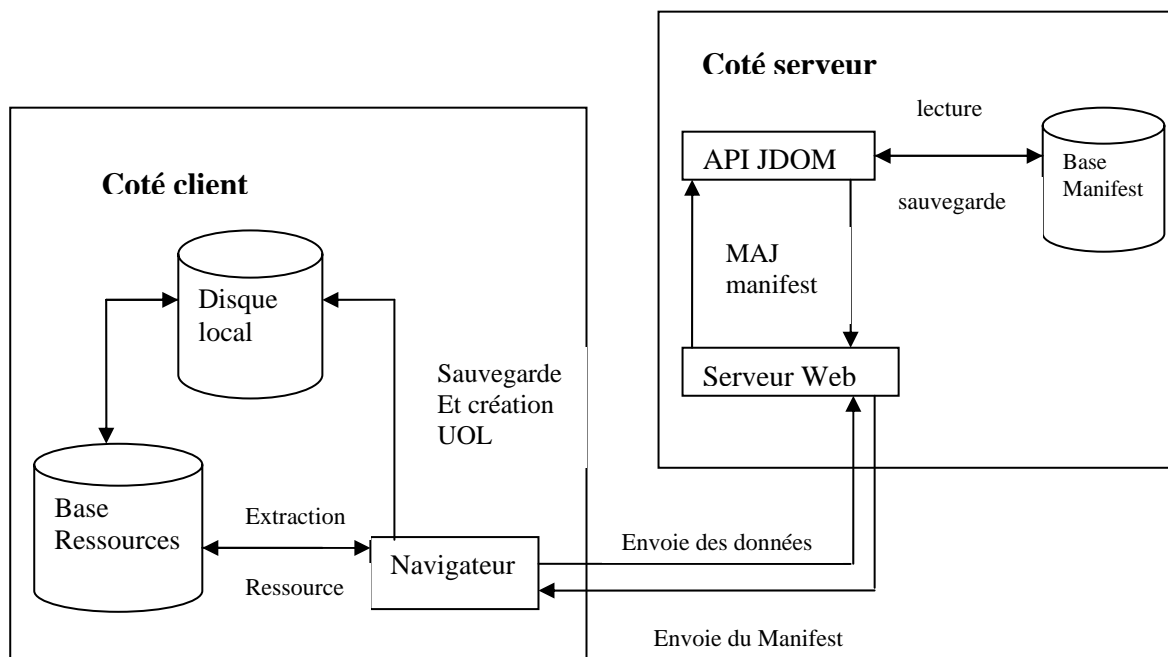 Coté serveur
lecture
API JDOM
Base
Manifest
sauvegarde
MAJ
manifest
Serveur Web
Coté client
Disque
local
Sauvegarde
Et création
UOL
Base
Ressources
Extraction
Ressource
Navigateur
Envoie des données
Envoie du Manifest